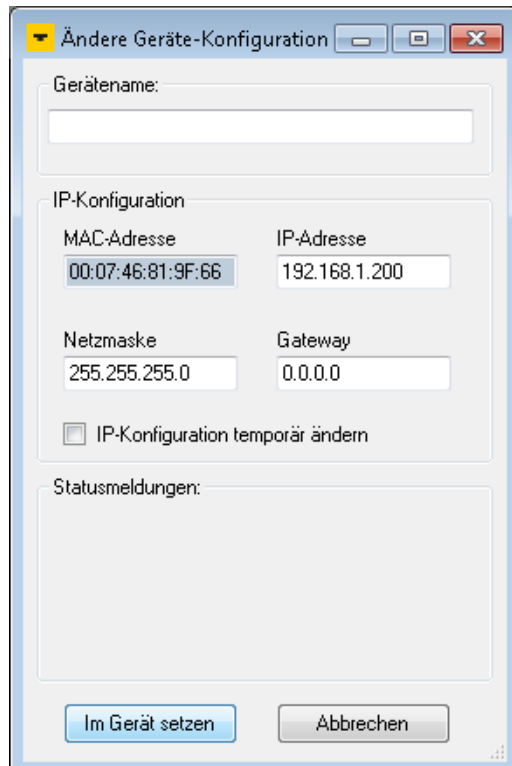 Ändere Geräte-Konfiguration
Gerätename:
IP-Konfiguration
MAC-Adresse IP-Adresse
00:07:46:81:9F:66 192.168.1.200
Netzmaske Gateway
255.255.255.0 0.0.0.0
IP-Konfiguration temporär ändern
Statusmeldungen:
Im Gerät setzen Abbrechen